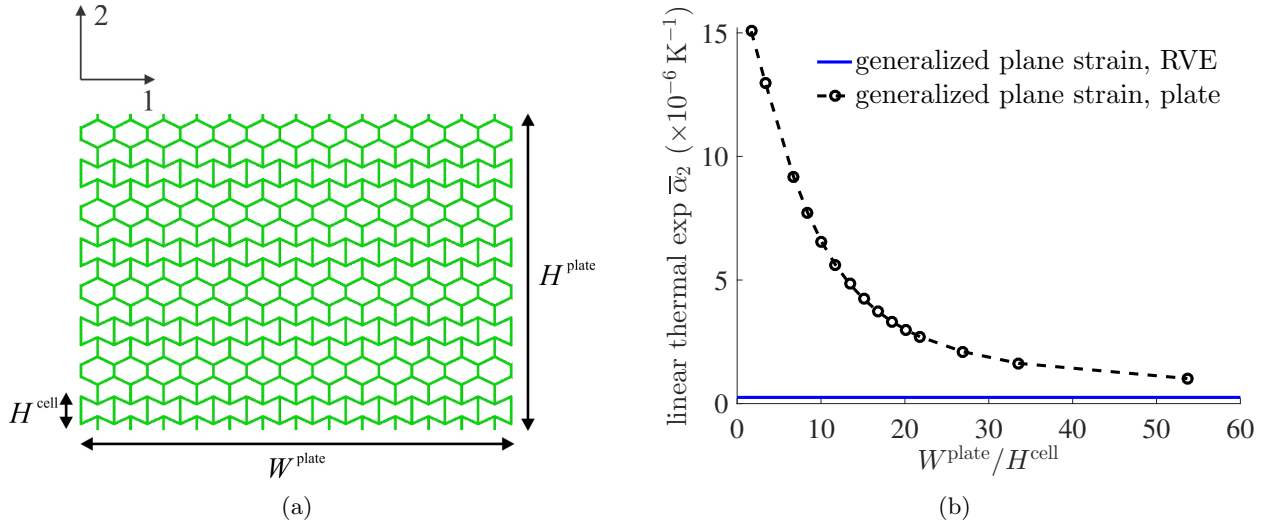 2
1
H^plate
H^cell
W^plate
(a)
linear thermal exp α̅₂ (×10⁻⁶ K⁻¹)
15
10
5
0
generalized plane strain, RVE
generalized plane strain, plate
0 10 20 30 40 50 60
W^plate/H^cell
(b)